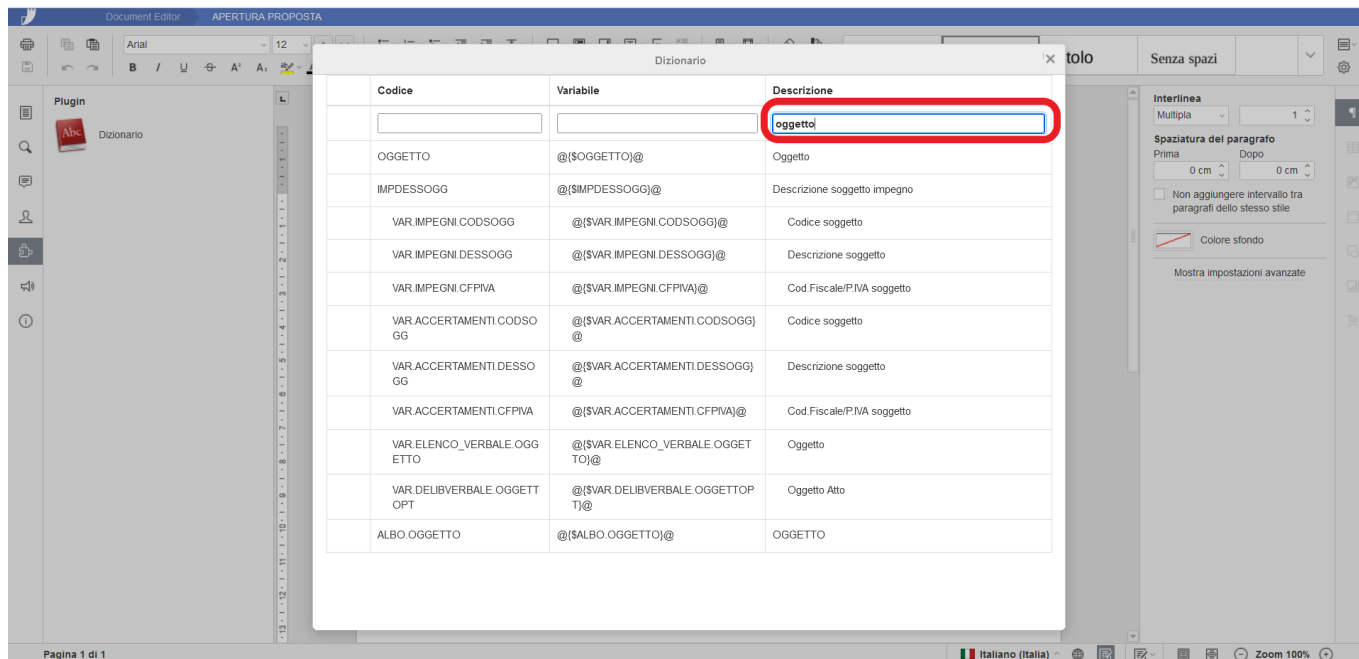 Document Editor APERTURA PROPOSTA
Arial 12
B I U
tolo Senza spazi
Dizionario
Plugin
Dizionario
Codice Variabile Descrizione
oggetto
OGGETTO @{$OGGETTO}@ Oggetto
IMPDESSOGG @{$IMPDESSOGG}@ Descrizione soggetto impegno
VAR.IMPEGNI.CODSOGG @{$VAR.IMPEGNI.CODSOGG}@ Codice soggetto
VAR.IMPEGNI.DESSOGG @{$VAR.IMPEGNI.DESSOGG}@ Descrizione soggetto
VAR.IMPEGNI.CFPIVA @{$VAR.IMPEGNI.CFPIVA}@ Cod.Fiscale/P.IVA soggetto
VAR.ACCERTAMENTI.CODSO @{$VAR.ACCERTAMENTI.CODSOGG} Codice soggetto
GG @
VAR.ACCERTAMENTI.DESSO @{$VAR.ACCERTAMENTI.DESSOGG} Descrizione soggetto
GG @
VAR.ACCERTAMENTI.CFPIVA @{$VAR.ACCERTAMENTI.CFPIVA}@ Cod.Fiscale/P.IVA soggetto
VAR.ELENCO_VERBALE.OGG @{$VAR.ELENCO_VERBALE.OGGET Oggetto
ETTO TO}@
VAR.DELIBVERBALE.OGGETT @{$VAR.DELIBVERBALE.OGGETTOP Oggetto Atto
OPT T}@
ALBO.OGGETTO @{$ALBO.OGGETTO}@ OGGETTO
Interlinea
Multipla 1
Spaziatura del paragrafo
Prima Dopo
0 cm 0 cm
Non aggiungere intervallo tra
paragrafi dello stesso stile
Colore sfondo
Mostra impostazioni avanzate
Pagina 1 di 1 Italiano (Italia) Zoom 100%